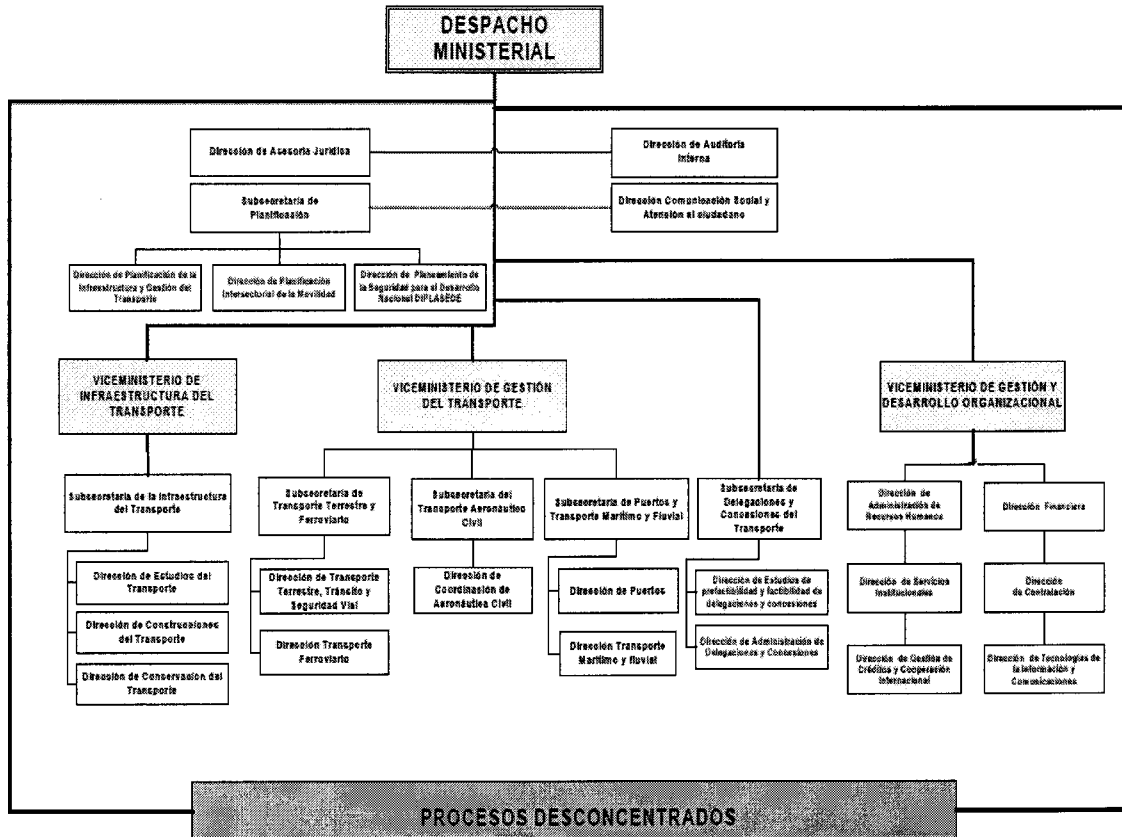 DESPACHO
MINISTERIAL
Dirección de Asesoría Jurídica
Dirección de Auditoría
Interna
Subsecretaría de
Planificación
Dirección Comunicación Social y
Atención al ciudadano
Dirección de Planificación de la
Infraestructura y Gestión del
Transporte
Dirección de Planificación
Intersectorial de la Movilidad
Dirección de Planeamiento de
la Seguridad para el Desarrollo
Nacional DIPLASEDE
VICEMINISTERIO DE
INFRAESTRUCTURA DEL
TRANSPORTE
VICEMINISTERIO DE GESTIÓN
DEL TRANSPORTE
VICEMINISTERIO DE GESTIÓN Y
DESARROLLO ORGANIZACIONAL
Subsecretaría de la Infraestructura
del Transporte
Subsecretaría de
Transporte Terrestre y
Ferroviario
Subsecretaría del
Transporte Aeronáutico
Civil
Subsecretaría de Puertos y
Transporte Marítimo y Fluvial
Subsecretaría de
Delegaciones y
Concesiones del
Transporte
Dirección de
Administración de
Recursos Humanos
Dirección Financiera
Dirección de Estudios del
Transporte
Dirección de Transporte
Terrestre, Tránsito y
Seguridad Vial
Dirección de
Coordinación de
Aeronáutica Civil
Dirección de Puertos
Dirección de Estudios de
prefactibilidad y factibilidad de
delegaciones y concesiones
Dirección de Servicios
Institucionales
Dirección
de Contratación
Dirección de Construcciones
del Transporte
Dirección Transporte
Ferroviario
Dirección Transporte
Marítimo y fluvial
Dirección de Administración de
Delegaciones y Concesiones
Dirección de Gestión de
Créditos y Cooperación
Internacional
Dirección de Tecnologías de
la Información y
Comunicaciones
Dirección de Conservación del
Transporte
PROCESOS DESCONCENTRADOS